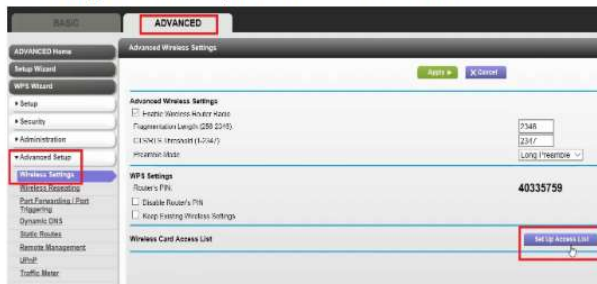 BASIC
ADVANCED
ADVANCED Home
Setup Wizard
WPS Wizard
Setup
Security
Administration
Advanced Setup
Wireless Settings
Wireless Repeating
Port Forwarding / Port
Triggering
Dynamic DNS
Static Routes
Remote Management
UPnP
Traffic Meter
Advanced Wireless Settings
Apply
X Cancel
Advanced Wireless Settings
Enable Wireless Router Radio
Fragmentation Length (256-2346):
2346
CTS/RTS Threshold (1-2347):
2347
Preamble Mode
Long Preamble
WPS Settings
Router's PIN:
40335759
Disable Router's PIN
Keep Existing Wireless Settings
Wireless Card Access List
Set Up Access List